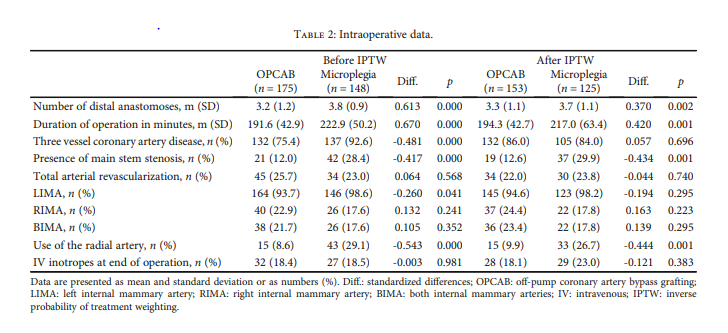 TABLE 2: Intraoperative data.
Before IPTW After IPTW
OPCAB Microplegia Diff. p OPCAB Microplegia Diff. p
(n = 175) (n = 148) (n = 153) (n = 125)
Number of distal anastomoses, m (SD) 3.2 (1.2) 3.8 (0.9) 0.613 0.000 3.3 (1.1) 3.7 (1.1) 0.370 0.002
Duration of operation in minutes, m (SD) 191.6 (42.9) 222.9 (50.2) 0.670 0.000 194.3 (42.7) 217.0 (63.4) 0.420 0.001
Three vessel coronary artery disease, n (%) 132 (75.4) 137 (92.6) -0.481 0.000 132 (86.0) 105 (84.0) 0.057 0.696
Presence of main stem stenosis, n (%) 21 (12.0) 42 (28.4) -0.417 0.000 19 (12.6) 37 (29.9) -0.434 0.001
Total arterial revascularization, n (%) 45 (25.7) 34 (23.0) 0.064 0.568 34 (22.0) 30 (23.8) -0.044 0.740
LIMA, n (%) 164 (93.7) 146 (98.6) -0.260 0.041 145 (94.6) 123 (98.2) -0.194 0.295
RIMA, n (%) 40 (22.9) 26 (17.6) 0.132 0.241 37 (24.4) 22 (17.8) 0.163 0.223
BIMA, n (%) 38 (21.7) 26 (17.6) 0.105 0.352 36 (23.4) 22 (17.8) 0.139 0.295
Use of the radial artery, n (%) 15 (8.6) 43 (29.1) -0.543 0.000 15 (9.9) 33 (26.7) -0.444 0.001
IV inotropes at end of operation, n (%) 32 (18.4) 27 (18.5) -0.003 0.981 28 (18.1) 29 (23.0) -0.121 0.383
Data are presented as mean and standard deviation or as numbers (%). Diff.: standardized differences; OPCAB: off-pump coronary artery bypass grafting;
LIMA: left internal mammary artery; RIMA: right internal mammary artery; BIMA: both internal mammary arteries; IV: intravenous; IPTW: inverse
probability of treatment weighting.